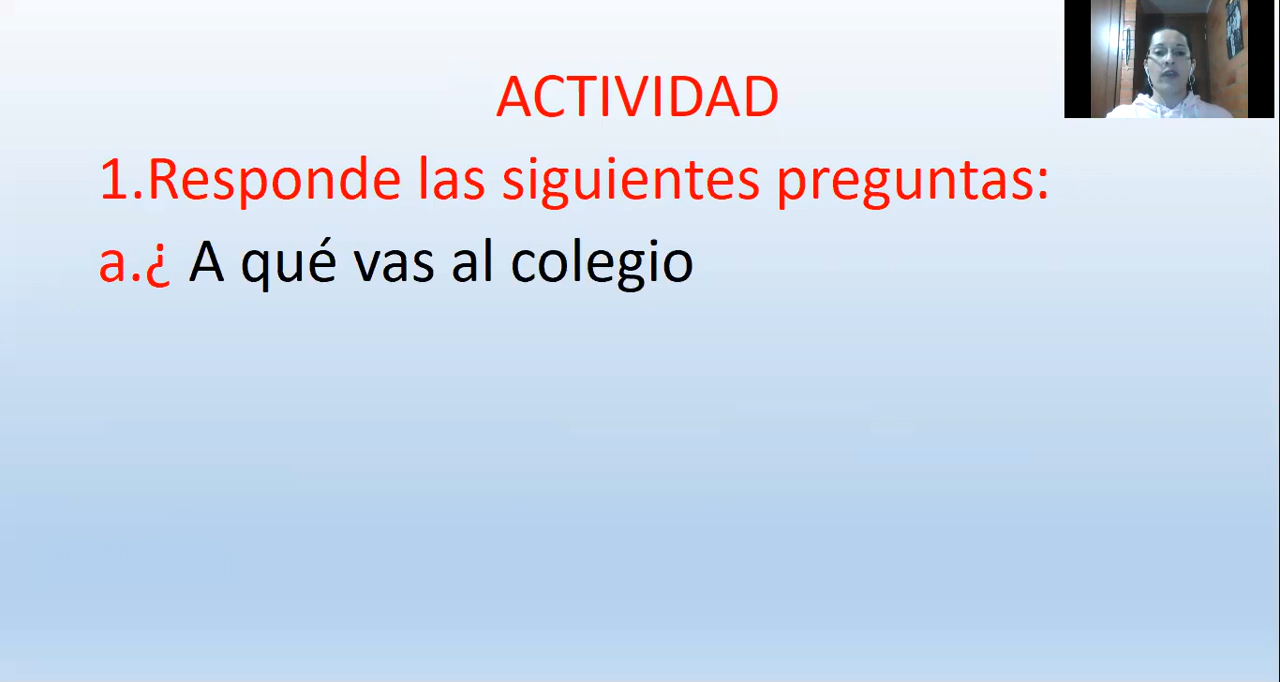 ACTIVIDAD
1.Responde las siguientes preguntas:
a.¿ A qué vas al colegio